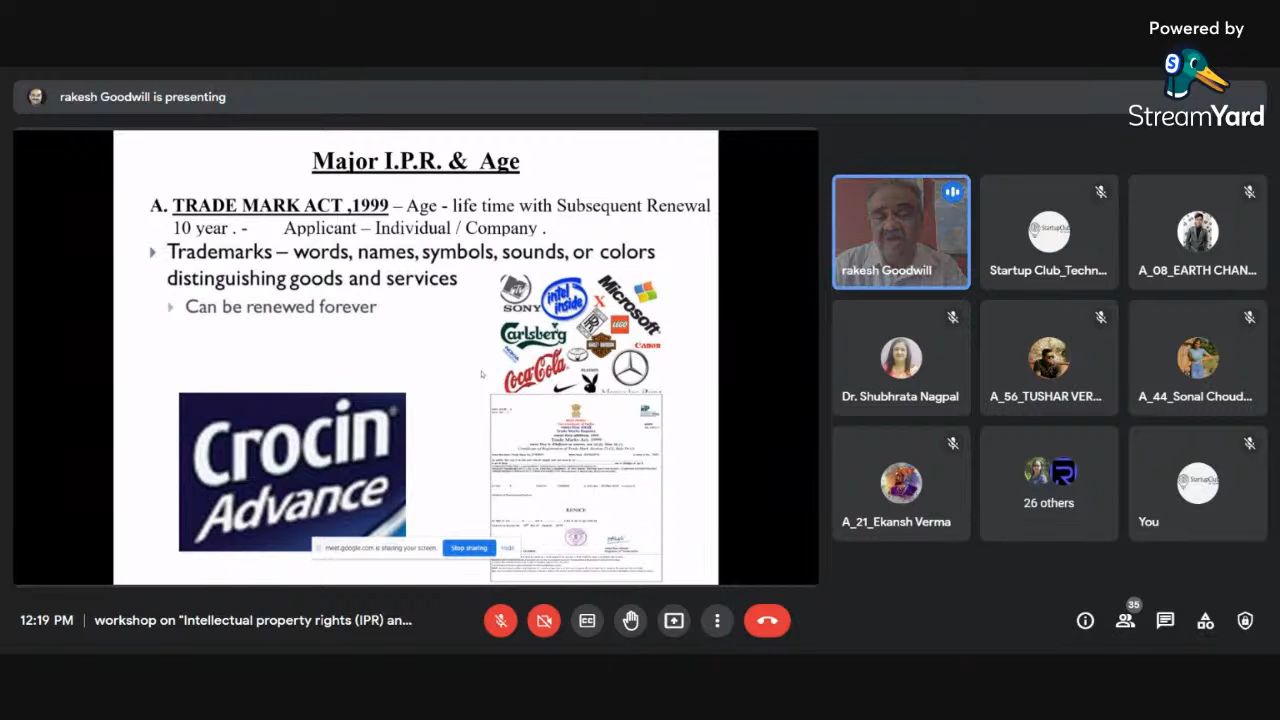 Powered by
StreamYard
rakesh Goodwill is presenting
Major I.P.R. & Age
A. TRADE MARK ACT ,1999 – Age - life time with Subsequent Renewal
10 year . - Applicant – Individual / Company .
Trademarks – words, names, symbols, sounds, or colors
distinguishing goods and services
Can be renewed forever
SONY
intel
inside
X
Microsoft
Carlsberg
LEGO
Canon
Coca-Cola
Crocin
Advance
Trade Marks Act, 1999
meet.google.com is sharing your screen.
Stop sharing
Hide
rakesh Goodwill
Startup Club_Techn...
A_08_EARTH CHAN...
Dr. Shubhrata Nagpal
A_56_TUSHAR VER...
A_44_Sonal Choud...
A_21_Ekansh Verma
26 others
You
12:19 PM | workshop on "Intellectual property rights (IPR) an...
35